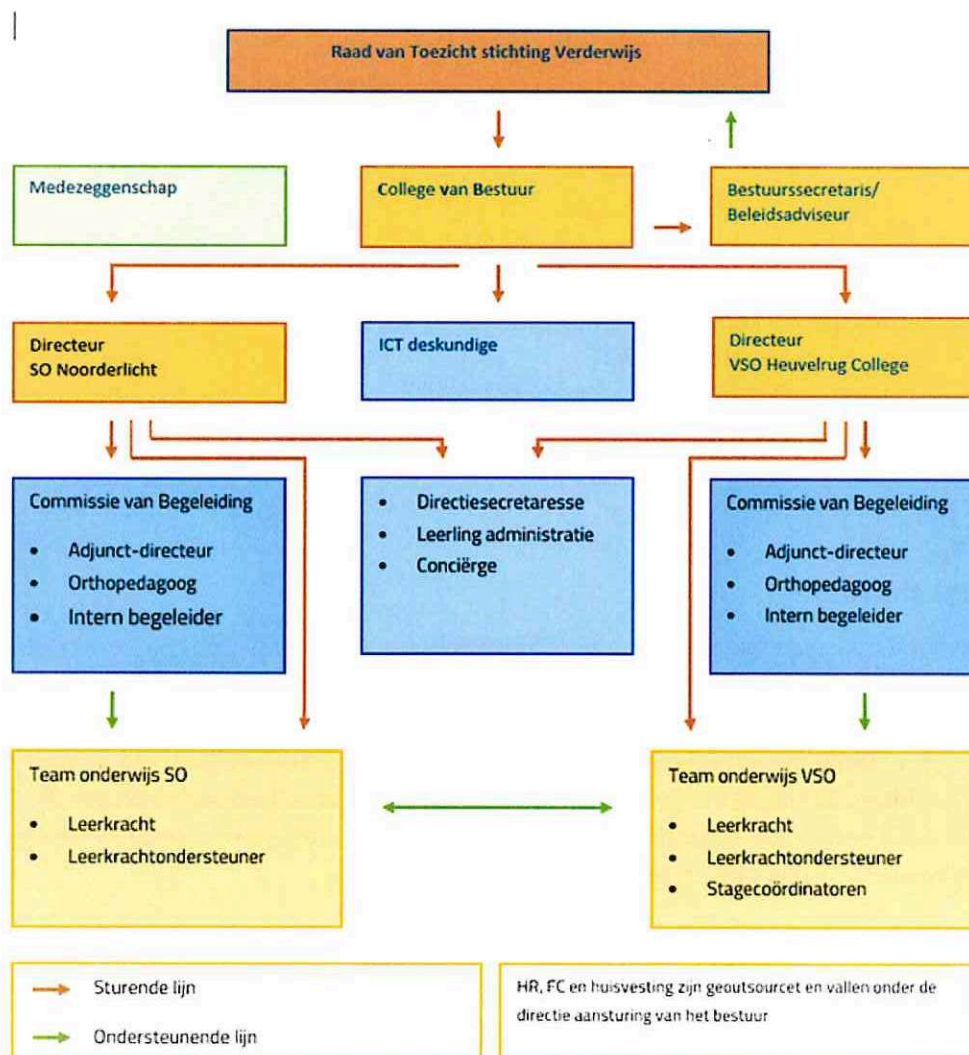 Raad van Toezicht stichting Verderwijs
Medezeggenschap
College van Bestuur
Bestuurssecretaris/
Beleidsadviseur
Directeur
SO Noorderlicht
ICT deskundige
Directeur
VSO Heuvelrug College
Commissie van Begeleiding
• Adjunct-directeur
• Orthopedagoog
• Intern begeleider
• Directiesecretaresse
• Leerling administratie
• Conciërge
Commissie van Begeleiding
• Adjunct-directeur
• Orthopedagoog
• Intern begeleider
Team onderwijs SO
• Leerkracht
• Leerkrachtondersteuner
Team onderwijs VSO
• Leerkracht
• Leerkrachtondersteuner
• Stagecoördinatoren
Sturende lijn
Ondersteunende lijn
HR, FC en huisvesting zijn geoutsourcet en vallen onder de
directie aansturing van het bestuur